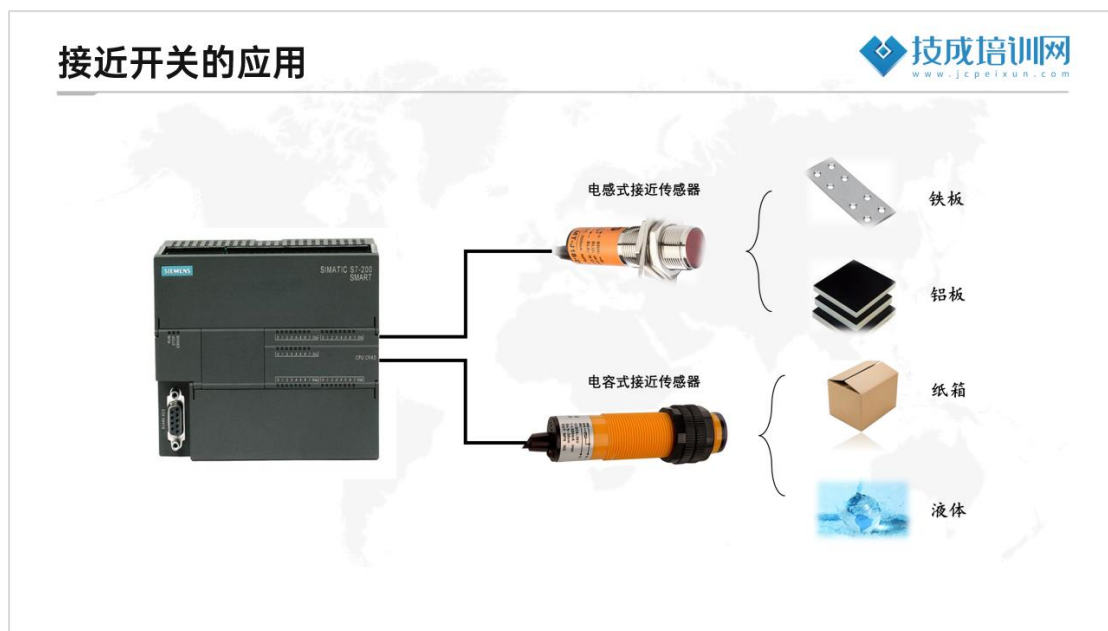 接近开关的应用
技成培训网
www.jcpeixun.com
电感式接近传感器
铁板
SIEMENS
SIMATIC S7-200
SMART
铝板
CPU CR40
电容式接近传感器
纸箱
液体